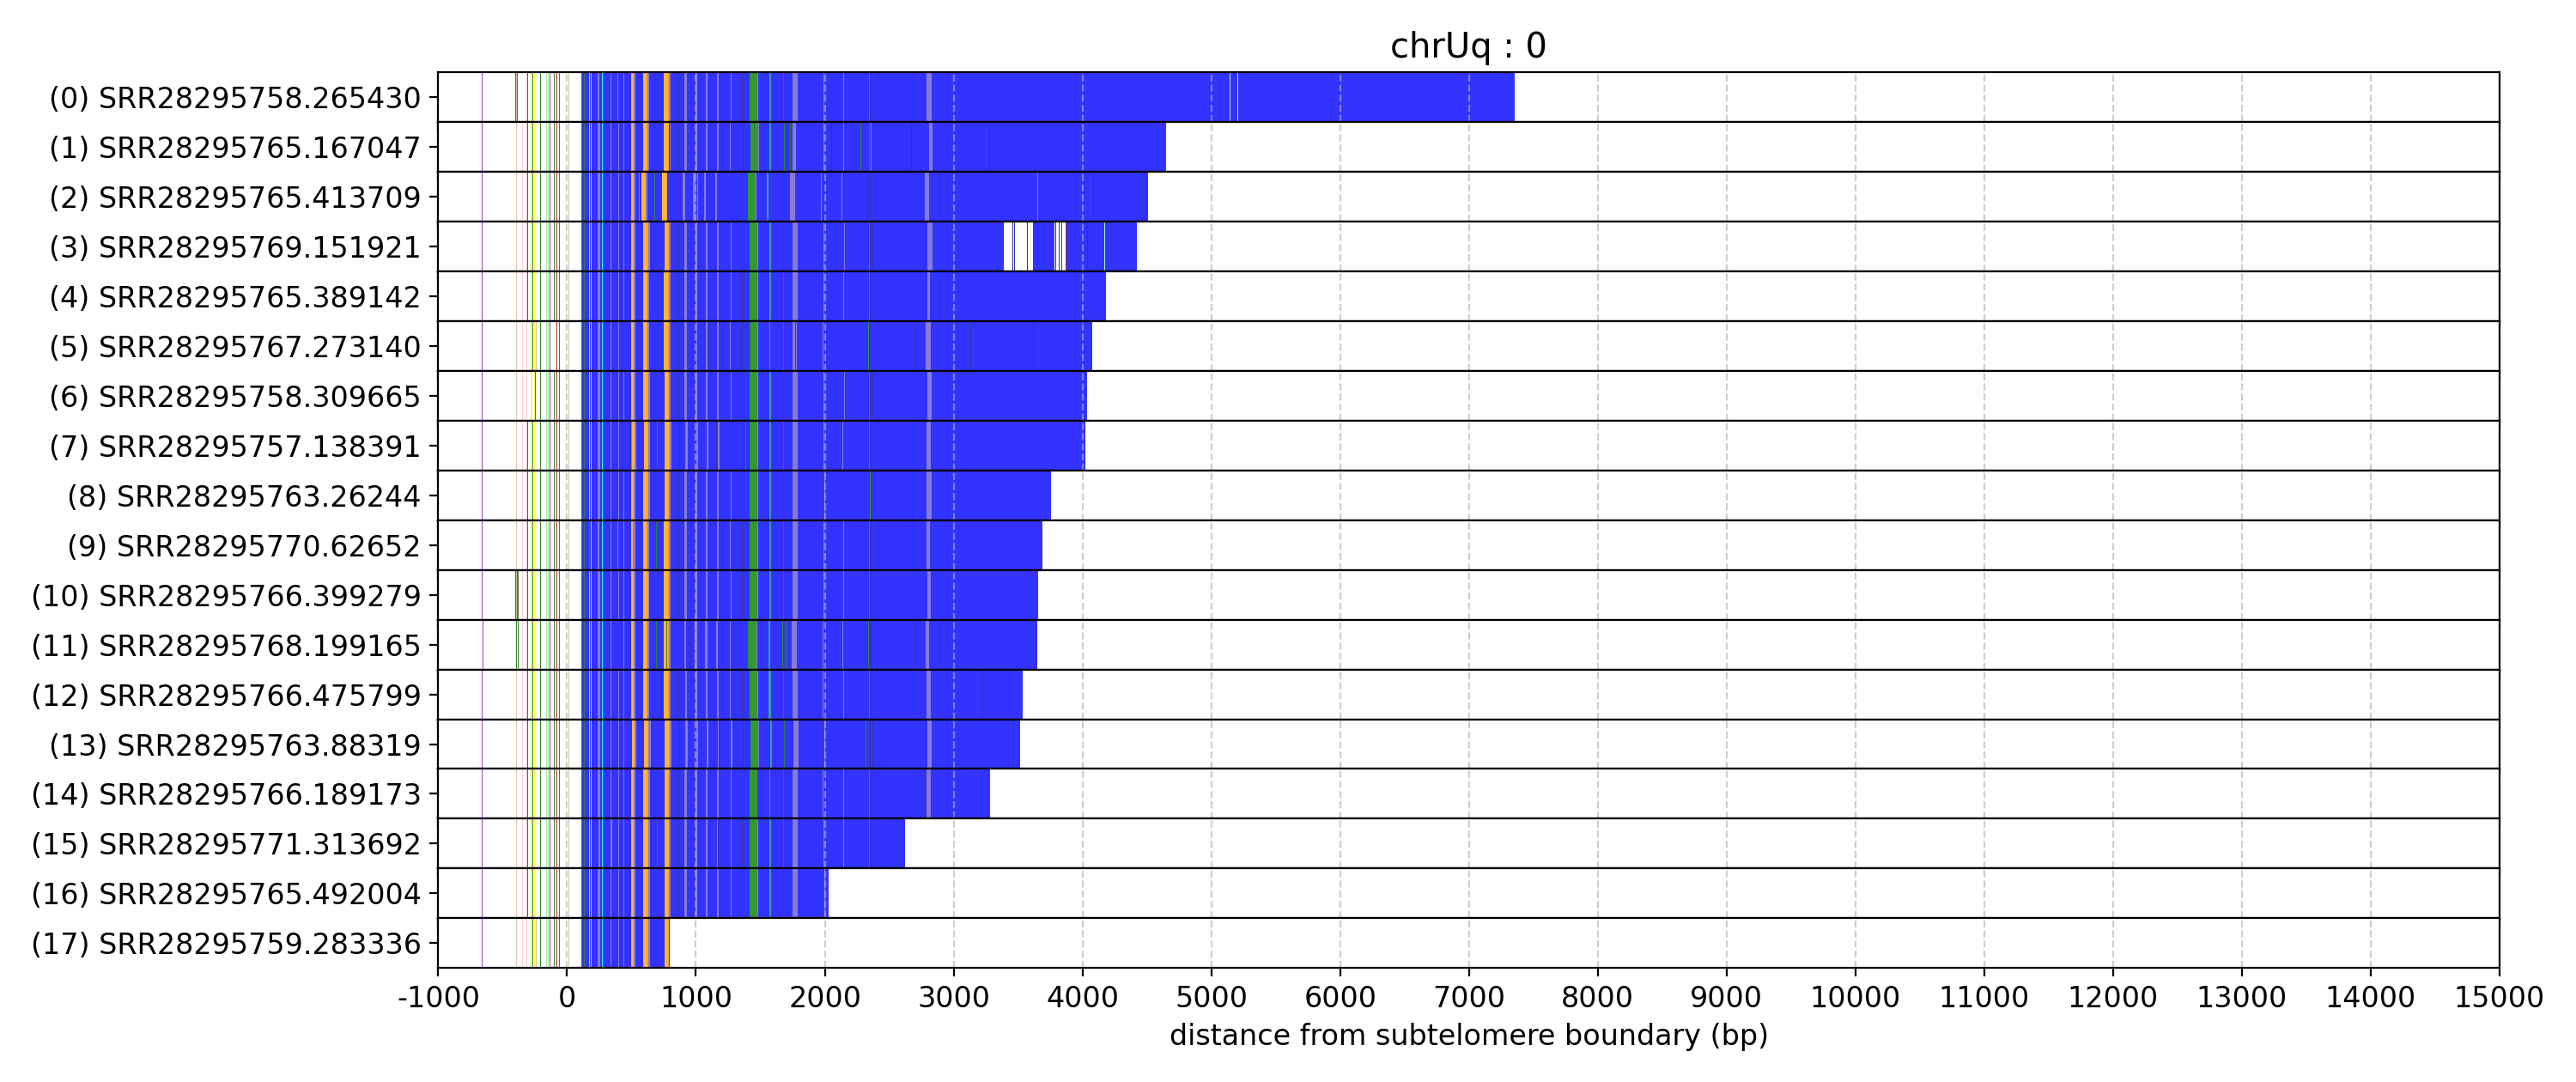 chrUq : 0
(0) SRR28295758.265430
(1) SRR28295765.167047
(2) SRR28295765.413709
(3) SRR28295769.151921
(4) SRR28295765.389142
(5) SRR28295767.273140
(6) SRR28295758.309665
(7) SRR28295757.138391
(8) SRR28295763.26244
(9) SRR28295770.62652
(10) SRR28295766.399279
(11) SRR28295768.199165
(12) SRR28295766.475799
(13) SRR28295763.88319
(14) SRR28295766.189173
(15) SRR28295771.313692
(16) SRR28295765.492004
(17) SRR28295759.283336
-1000 0 1000 2000 3000 4000 5000 6000 7000 8000 9000 10000 11000 12000 13000 14000 15000
distance from subtelomere boundary (bp)